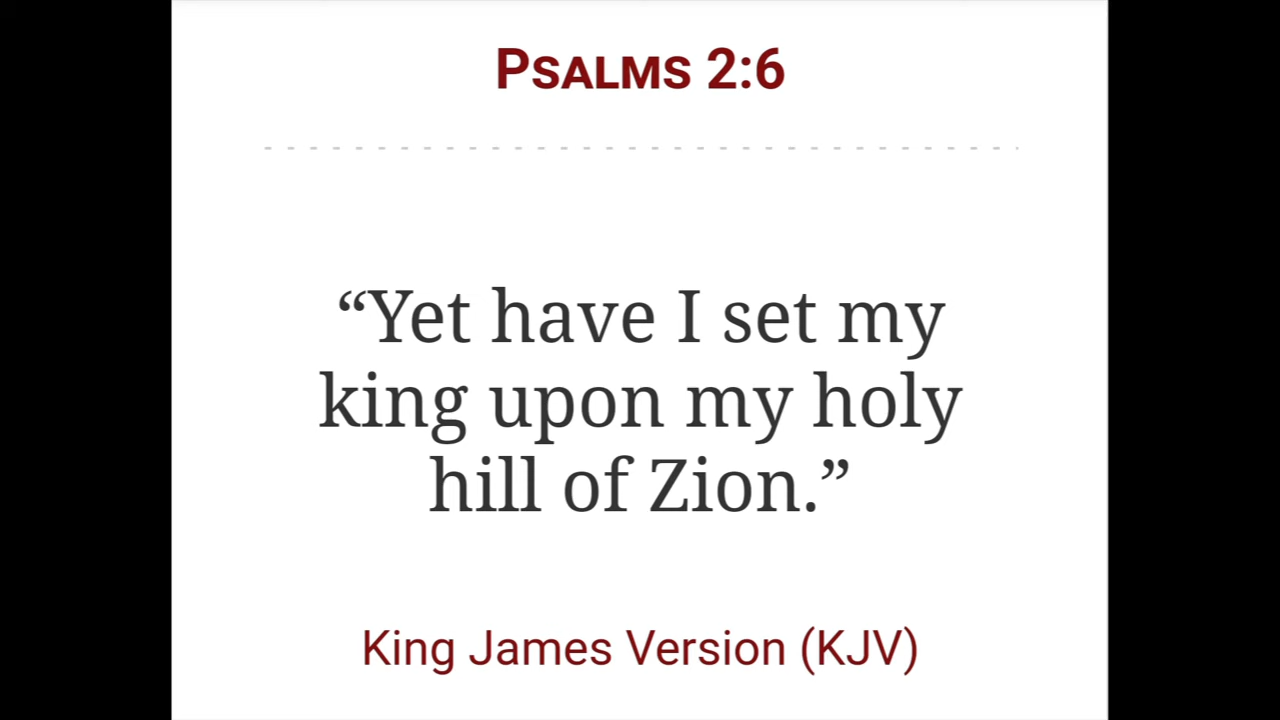 Psalms 2:6
“Yet have I set my
king upon my holy
hill of Zion.”
King James Version (KJV)